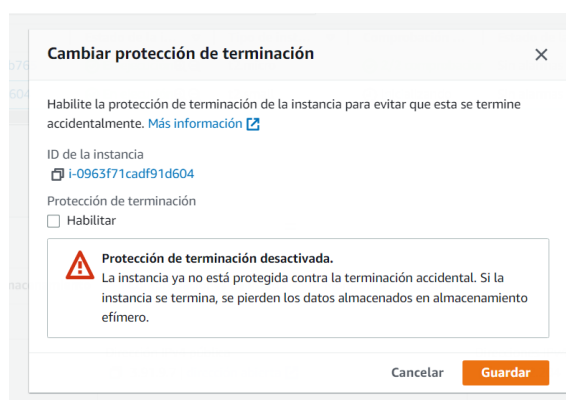 Cambiar protección de terminación
Habilite la protección de terminación de la instancia para evitar que esta se termine
accidentalmente. Más información
ID de la instancia
i-0963f71cadf91d604
Protección de terminación
Habilitar
Protección de terminación desactivada.
La instancia ya no está protegida contra la terminación accidental. Si la
instancia se termina, se pierden los datos almacenados en almacenamiento
efímero.
Cancelar Guardar